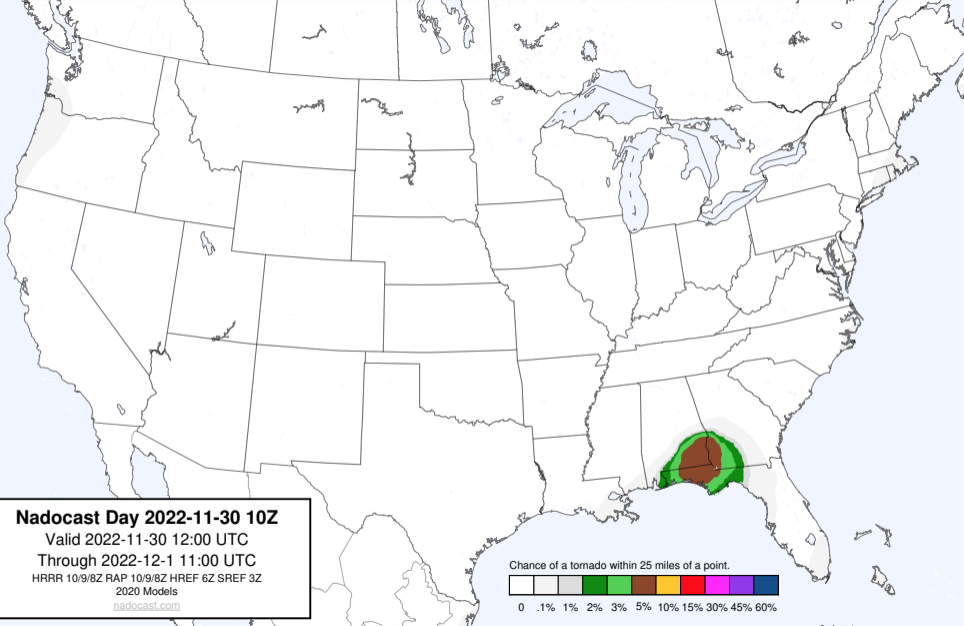 Nadocast Day 2022-11-30 10Z
Valid 2022-11-30 12:00 UTC
Through 2022-12-1 11:00 UTC
HRRR 10/9/8Z RAP 10/9/8Z HREF 6Z SREF 3Z
2020 Models
nadocast.com
Chance of a tornado within 25 miles of a point.
0 .1% 1% 2% 3% 5% 10% 15% 30% 45% 60%